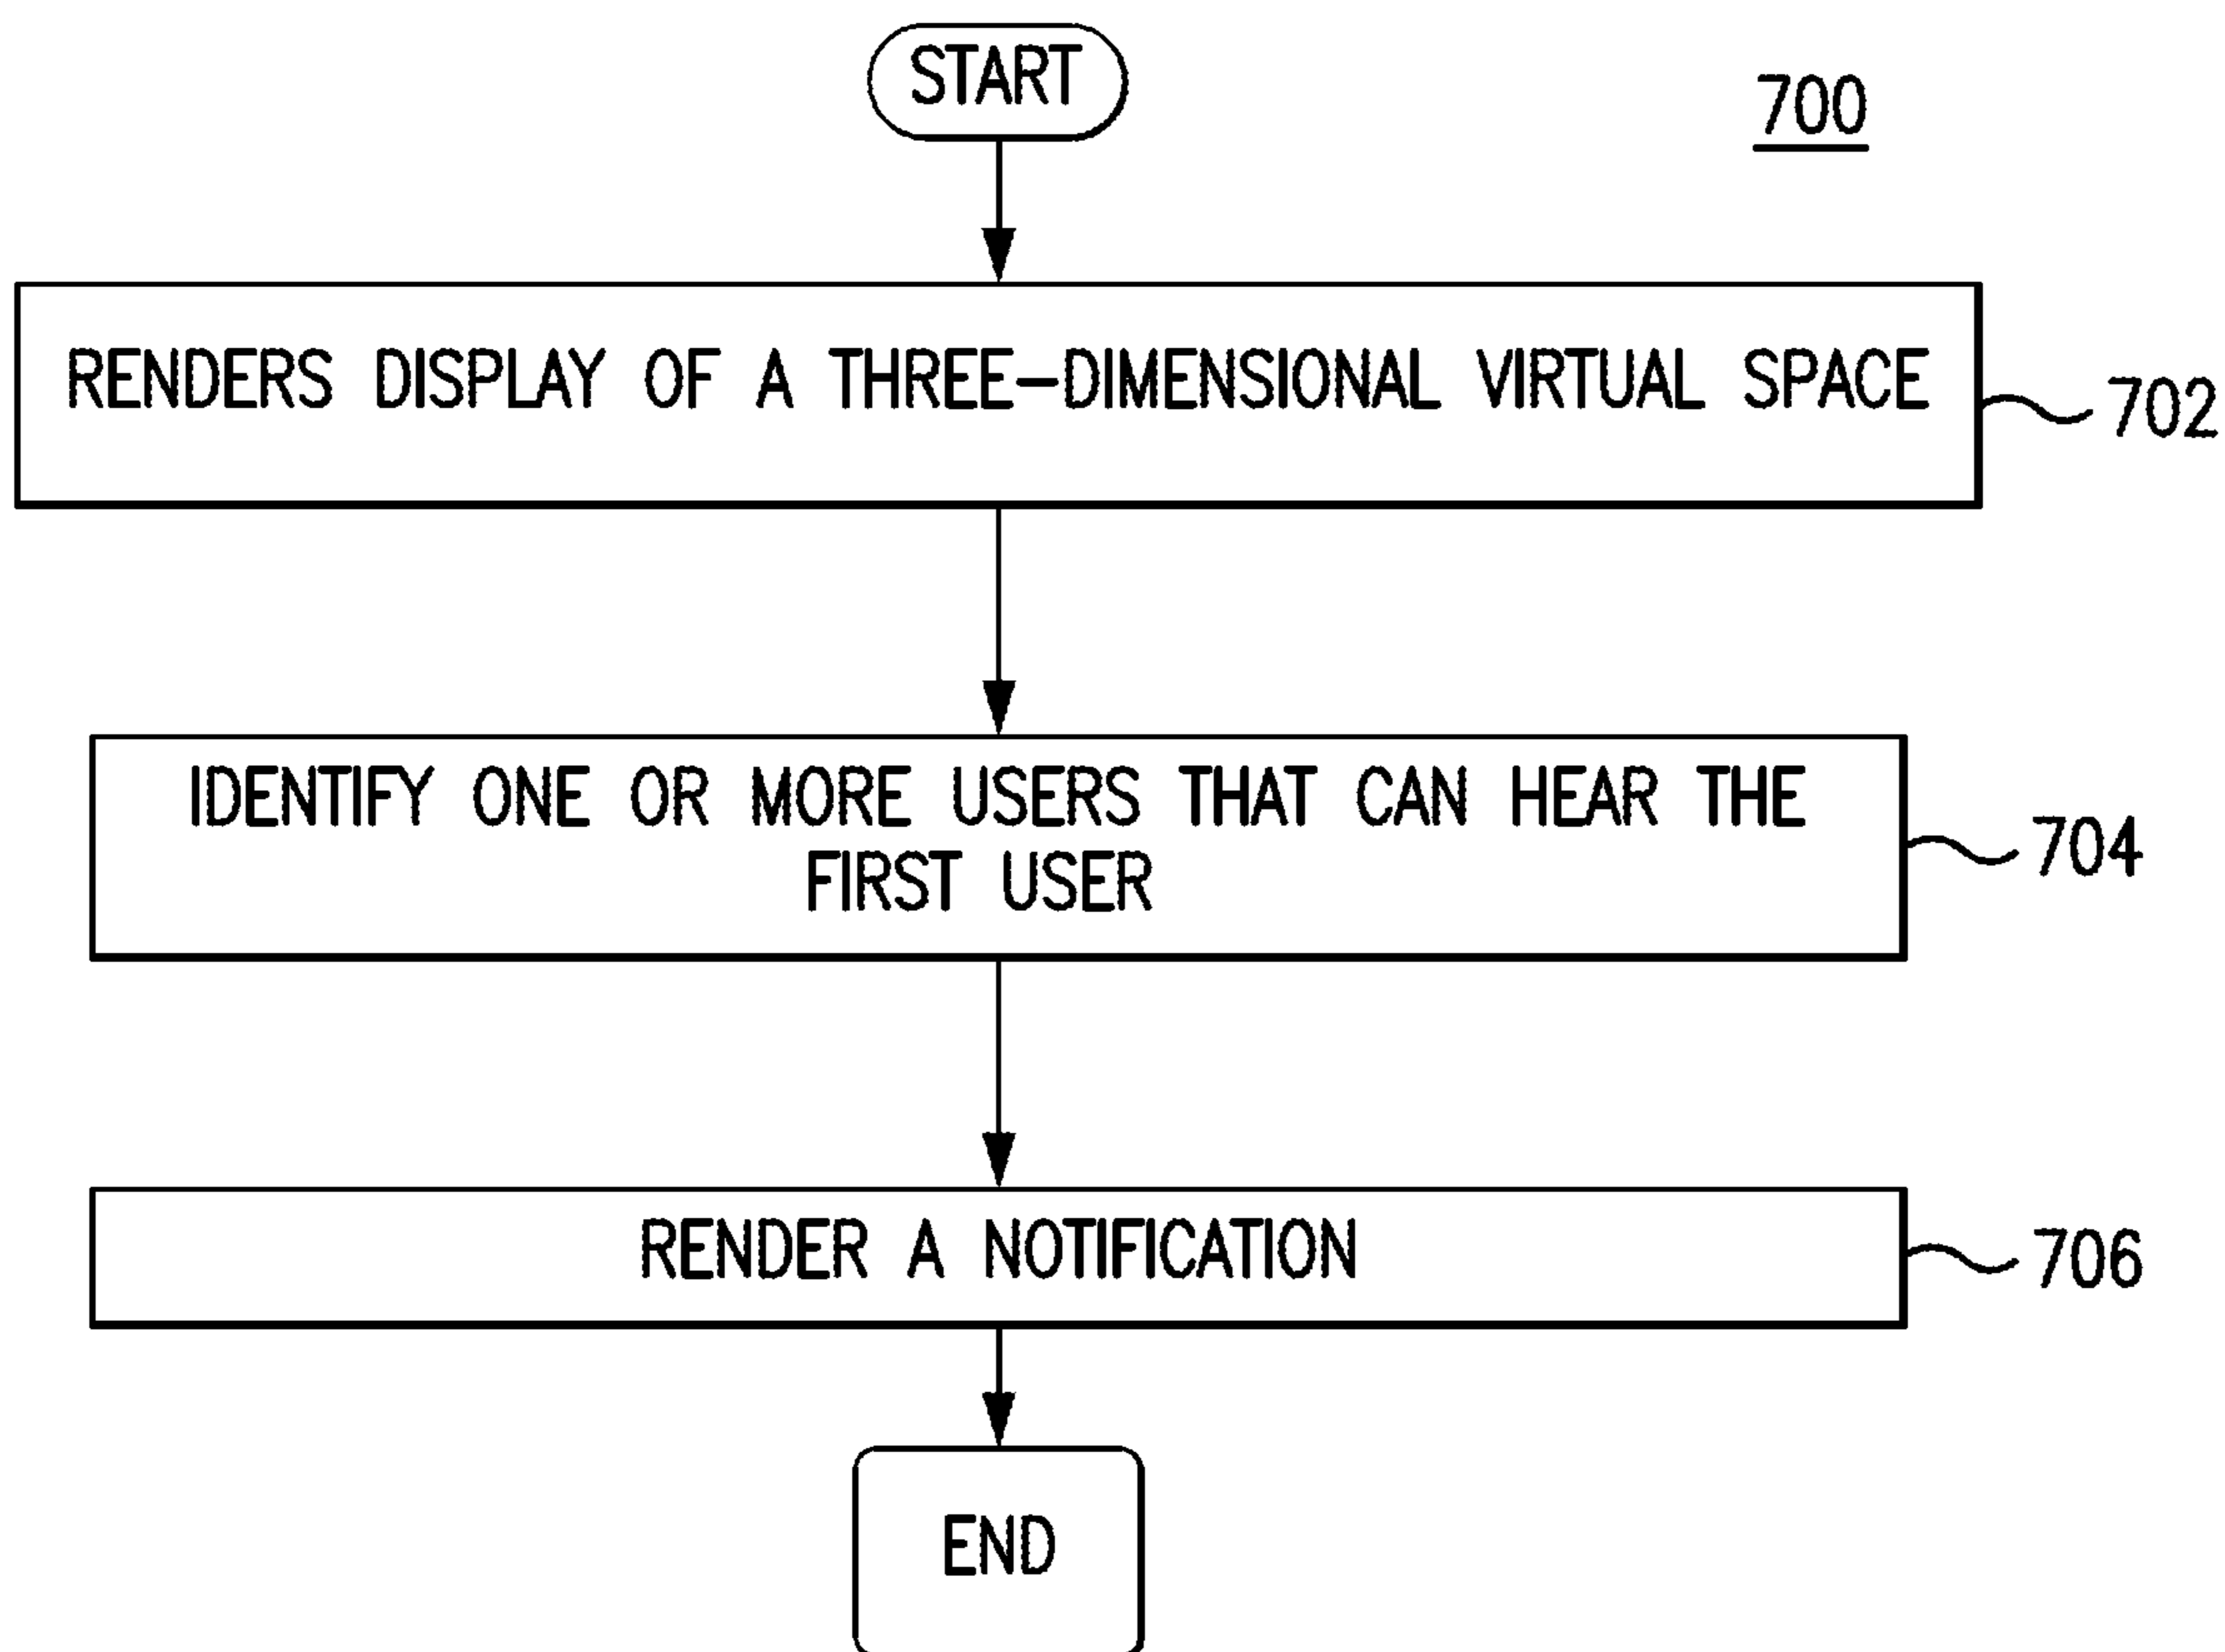 START
700
RENDERS DISPLAY OF A THREE-DIMENSIONAL VIRTUAL SPACE
702
IDENTIFY ONE OR MORE USERS THAT CAN HEAR THE
FIRST USER
704
RENDER A NOTIFICATION
706
END